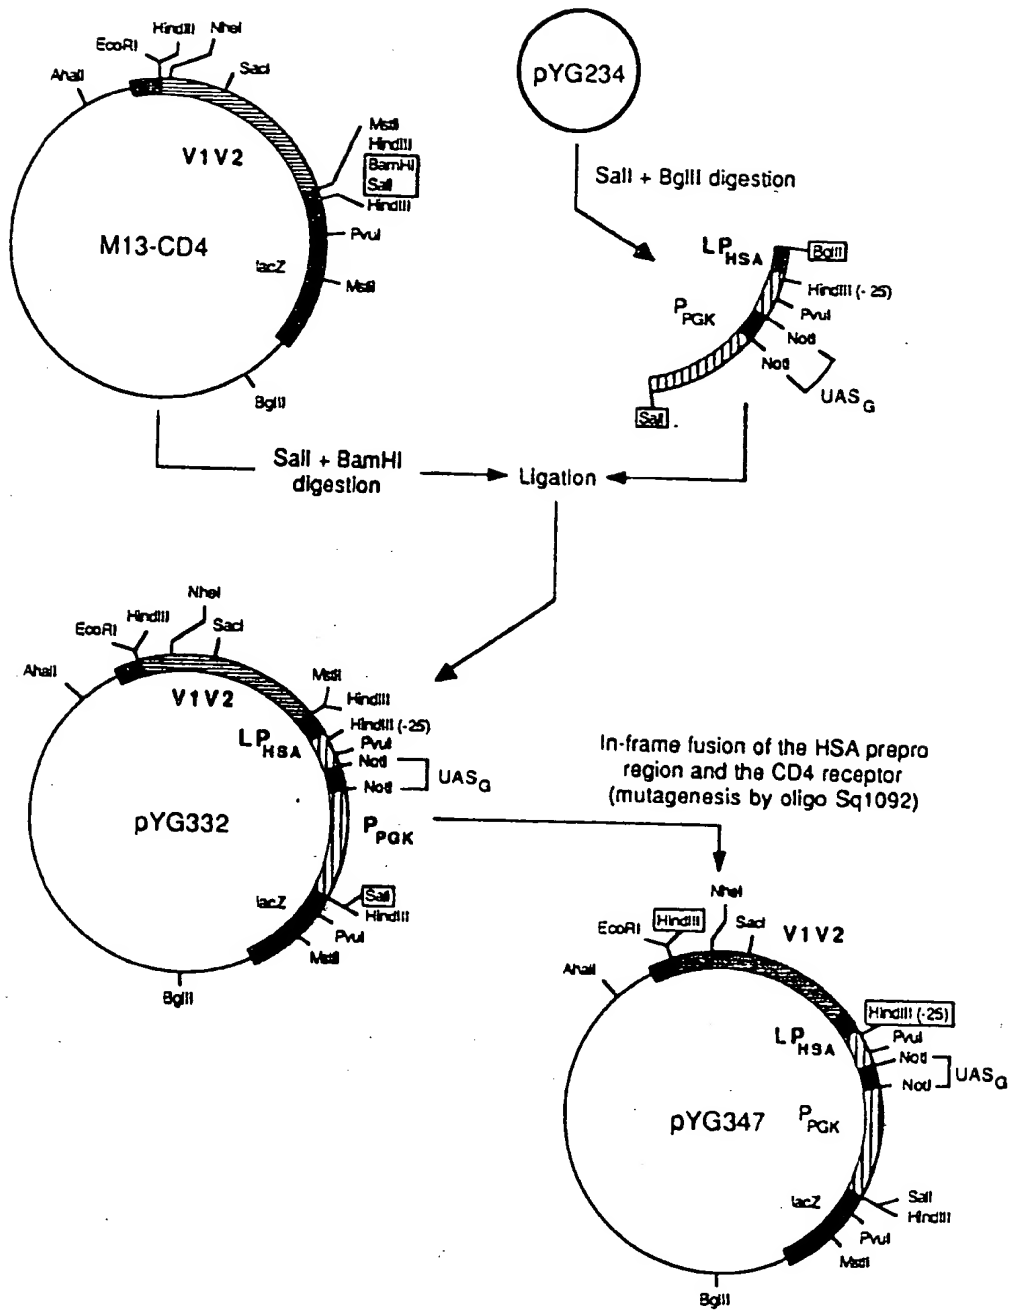 EcoRI
HindIII
NheI
AhaII
SacI
V1V2
MstII
HindIII
BamHI
SalI
HindIII
M13-CD4
PvuI
lacZ
MstII
BglII
pYG234
SalI + BglII digestion
LP HSA
BglII
HindIII (-25)
P PGK
PvuI
NotI
NotI
UAS G
SalI
SalI + BamHI
digestion
Ligation
NheI
HindIII
EcoRI
SacI
AhaII
V1V2
MstII
HindIII
LP HSA
HindIII (-25)
PvuI
NotI
NotI
UAS G
pYG332
P PGK
lacZ
SalI
HindIII
PvuI
MstII
BglII
In-frame fusion of the HSA prepro
region and the CD4 receptor
(mutagenesis by oligo Sq1092)
NheI
EcoRI
HindIII
SacI
V1V2
AhaII
HindIII (-25)
LP HSA
PvuI
NotI
NotI
UAS G
pYG347
P PGK
lacZ
SalI
HindIII
PvuI
MstII
BglII